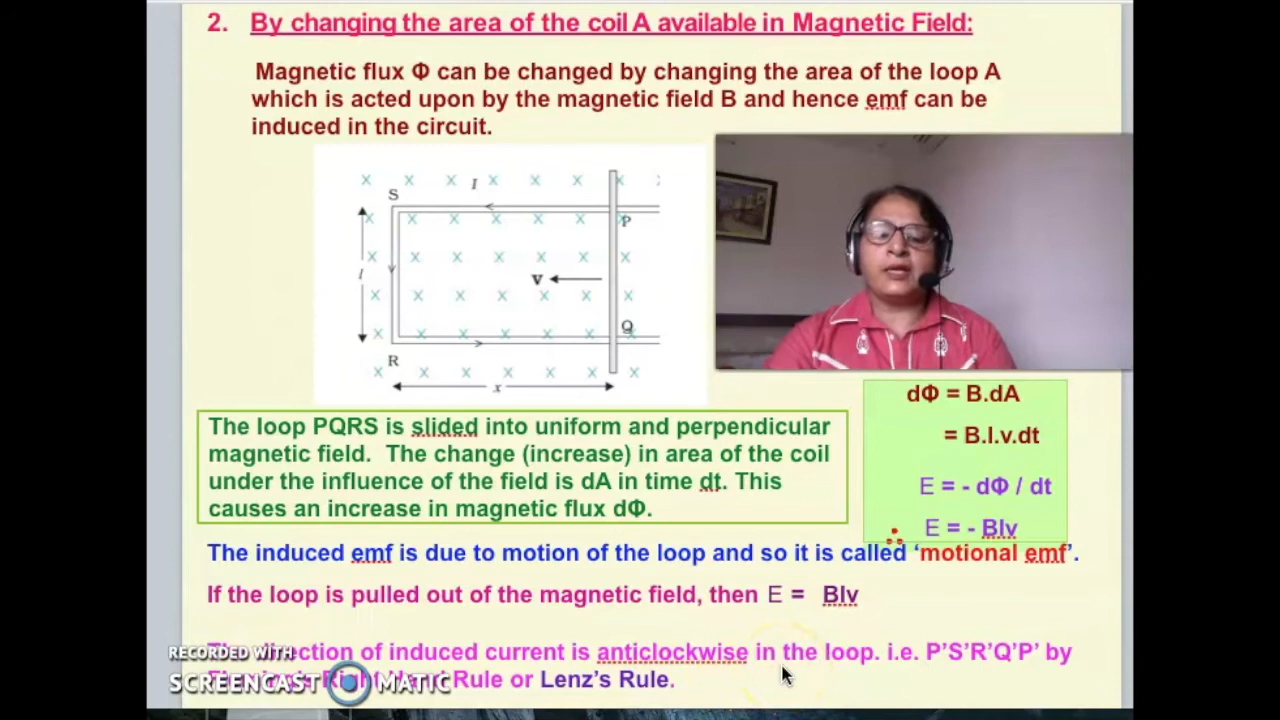 2. By changing the area of the coil A available in Magnetic Field:
Magnetic flux Φ can be changed by changing the area of the loop A
which is acted upon by the magnetic field B and hence emf can be
induced in the circuit.
S
I
P
l
v
Q
R
x
The loop PQRS is slided into uniform and perpendicular
magnetic field. The change (increase) in area of the coil
under the influence of the field is dA in time dt. This
causes an increase in magnetic flux dΦ.
dΦ = B.dA
= B.l.v.dt
E = - dΦ / dt
∴ E = - Blv
The induced emf is due to motion of the loop and so it is called ‘motional emf’.
If the loop is pulled out of the magnetic field, then E = Blv
direction of induced current is anticlockwise in the loop. i.e. P’S’R’Q’P’ by
Rule or Lenz’s Rule.
RECORDED WITH
SCREENCAST MATIC